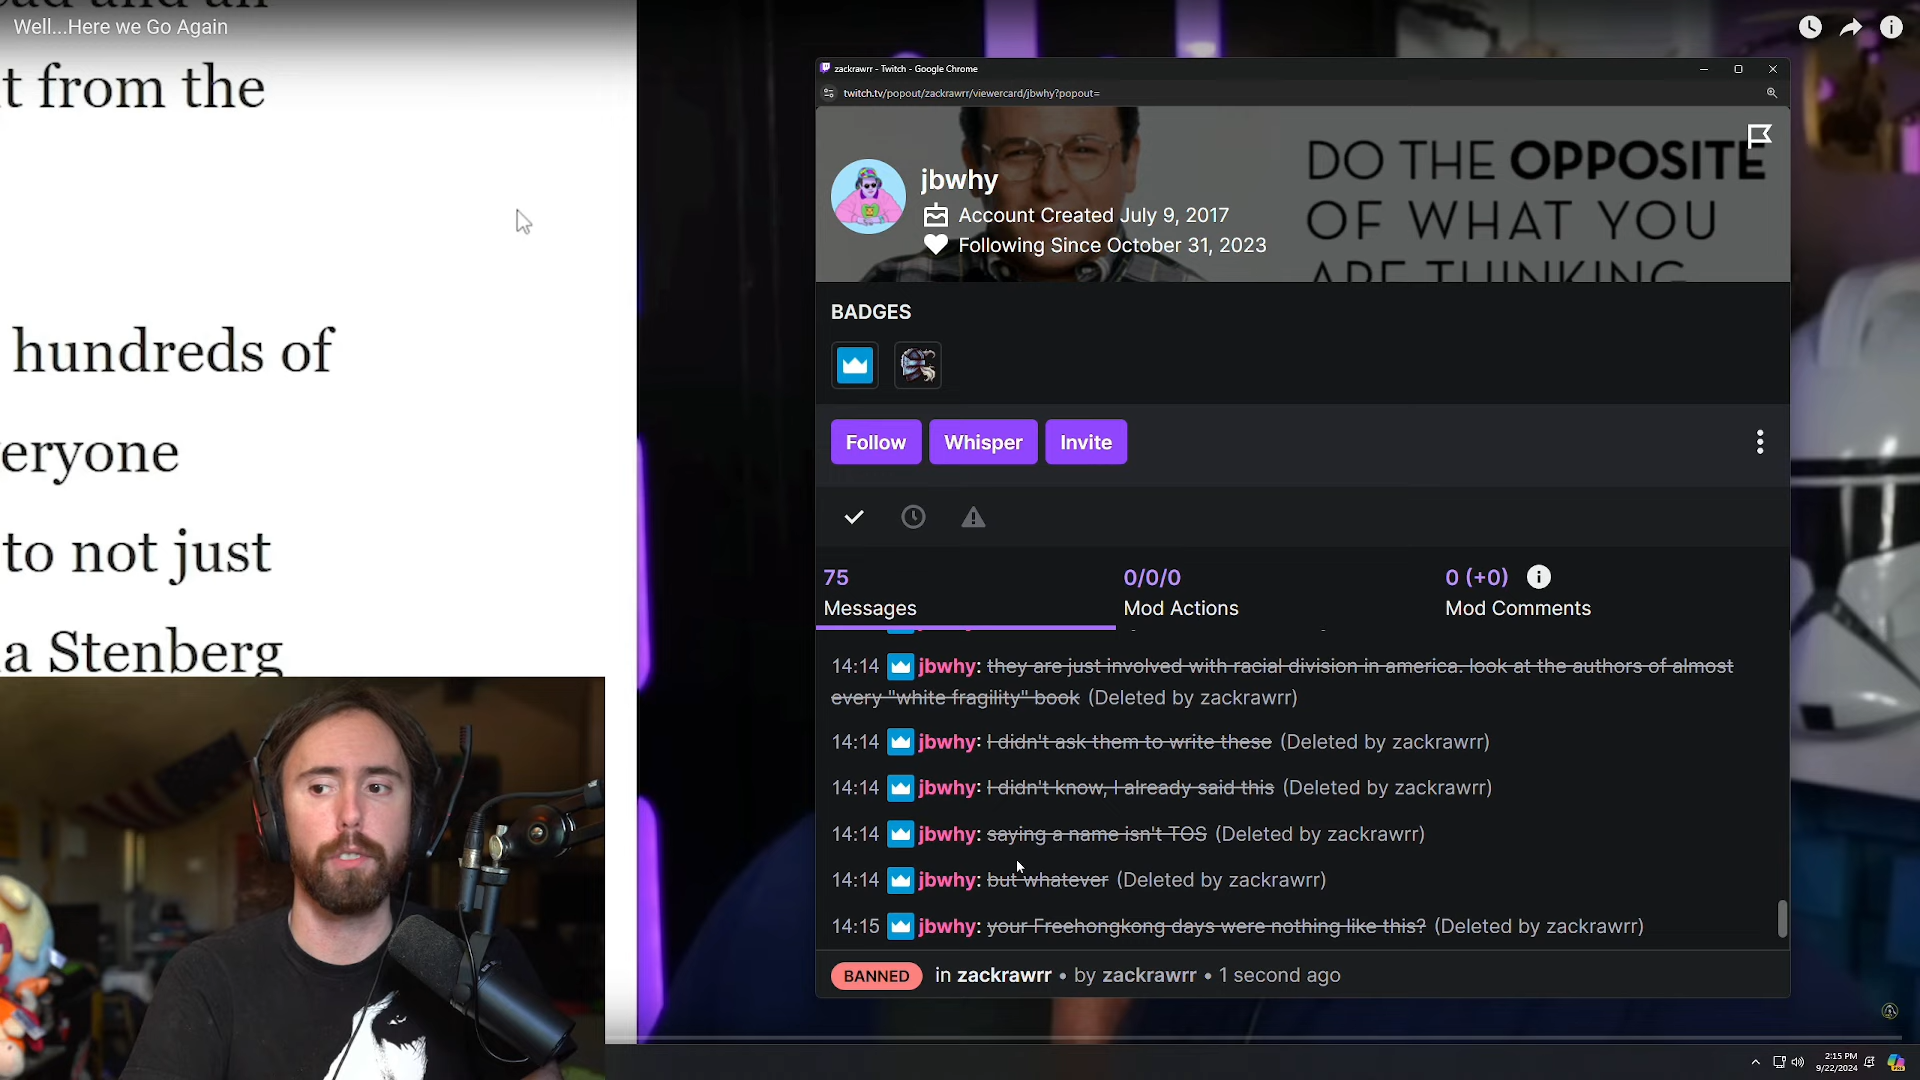 Well...Here we Go Again
t from the
hundreds of
eryone
to not just
a Stenberg
zackrawrr - Twitch - Google Chrome
twitch.tv/popout/zackrawrr/viewercard/jbwhy?popout=
DO THE OPPOSITE
OF WHAT YOU
ARE THINKING
jbwhy
Account Created July 9, 2017
Following Since October 31, 2023
BADGES
Follow Whisper Invite
75 0/0/0 0 (+0)
Messages Mod Actions Mod Comments
14:14 jbwhy: they are just involved with racial division in america. look at the authors of almost
every "white fragility" book (Deleted by zackrawrr)
14:14 jbwhy: I didn't ask them to write these (Deleted by zackrawrr)
14:14 jbwhy: I didn't know, I already said this (Deleted by zackrawrr)
14:14 jbwhy: saying a name isn't TOS (Deleted by zackrawrr)
14:14 jbwhy: but whatever (Deleted by zackrawrr)
14:15 jbwhy: your Freehongkong days were nothing like this? (Deleted by zackrawrr)
BANNED in zackrawrr • by zackrawrr • 1 second ago
2:15 PM
9/22/2024